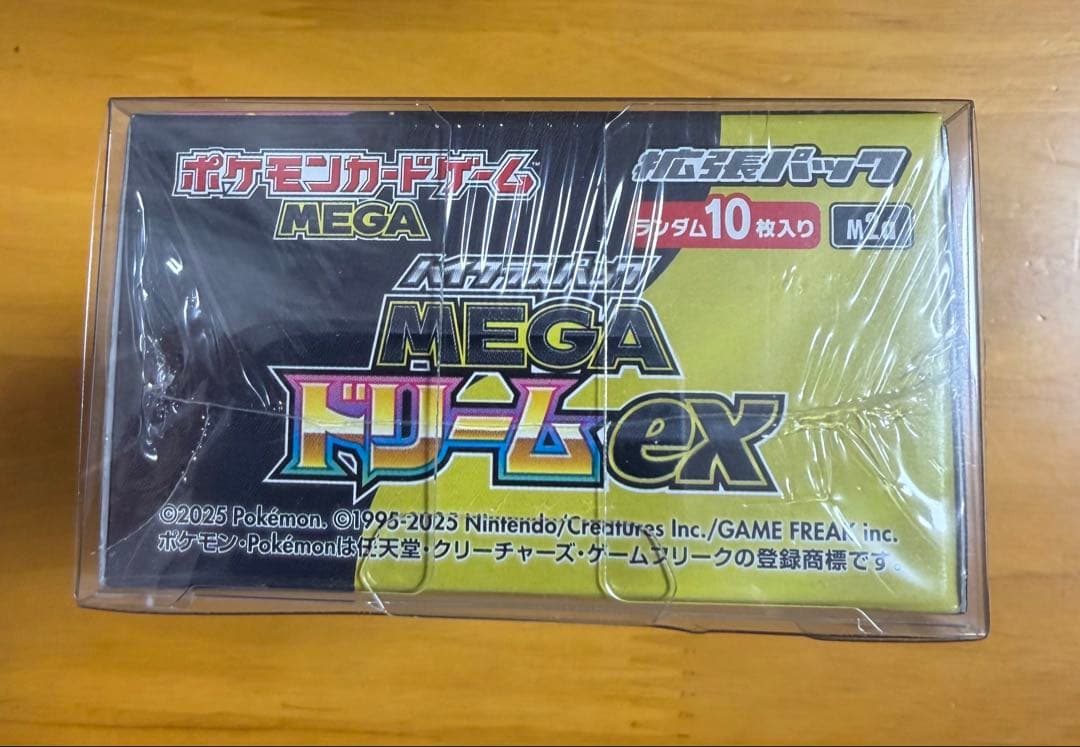 ポケモンカードゲーム™
MEGA
拡張パック
ランダム10枚入り M2a
ハイクラスパック
MEGA
ドリームex
©2025 Pokémon. ©1995-2025 Nintendo/Creatures Inc./GAME FREAK inc.
ポケモン・Pokémonは任天堂・クリーチャーズ・ゲームフリークの登録商標です。